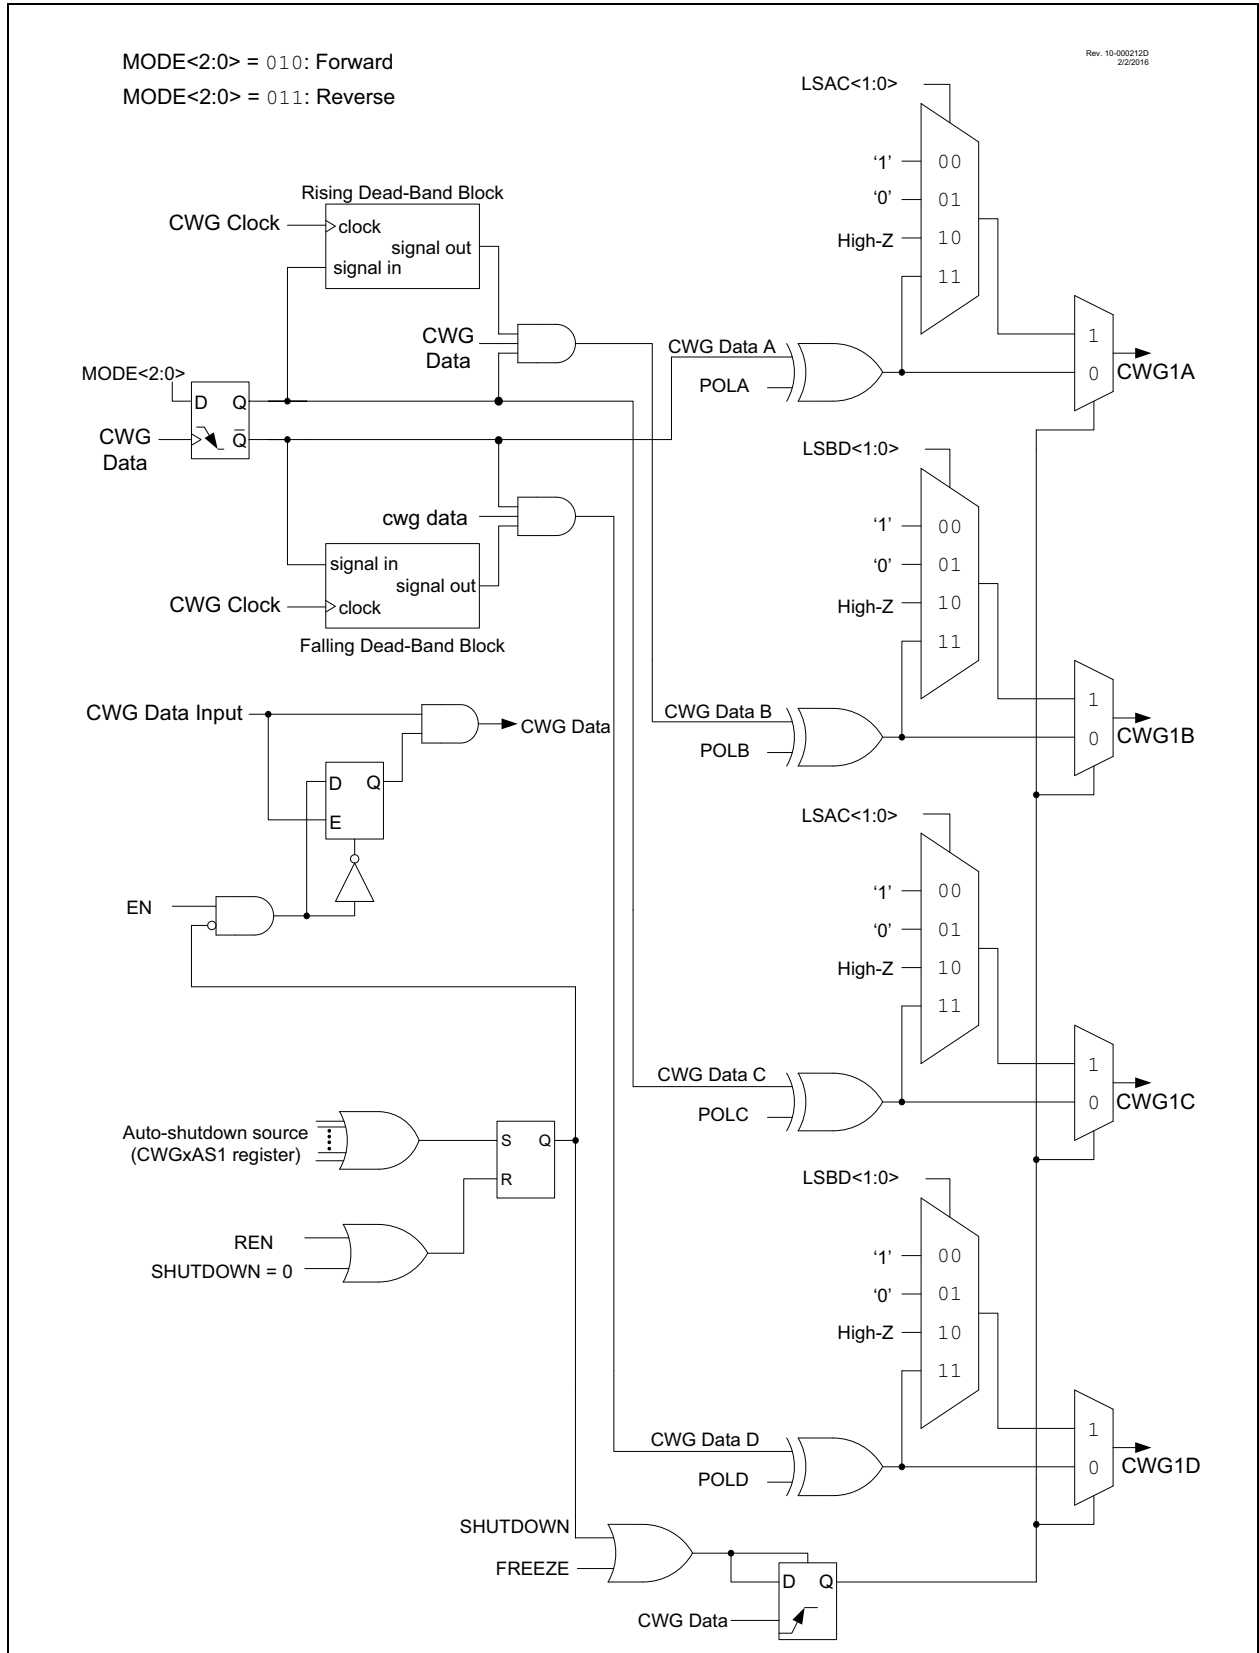 MODE<2:0> = 010: Forward
MODE<2:0> = 011: Reverse
Rev. 10-000212D
2/2/2016
LSAC<1:0>
'1'
00
'0'
01
High-Z
10
11
1
0
CWG1A
Rising Dead-Band Block
CWG Clock
clock
signal out
signal in
CWG
Data
CWG Data A
POLA
MODE<2:0>
D
Q
Q̅
CWG
Data
cwg data
signal in
signal out
CWG Clock
clock
Falling Dead-Band Block
LSBD<1:0>
'1'
00
'0'
01
High-Z
10
11
1
0
CWG1B
CWG Data B
POLB
CWG Data Input
CWG Data
D
Q
E
EN
LSAC<1:0>
'1'
00
'0'
01
High-Z
10
11
1
0
CWG1C
CWG Data C
POLC
Auto-shutdown source
(CWGxAS1 register)
S
Q
R
REN
SHUTDOWN = 0
LSBD<1:0>
'1'
00
'0'
01
High-Z
10
11
1
0
CWG1D
CWG Data D
POLD
SHUTDOWN
FREEZE
D
Q
CWG Data